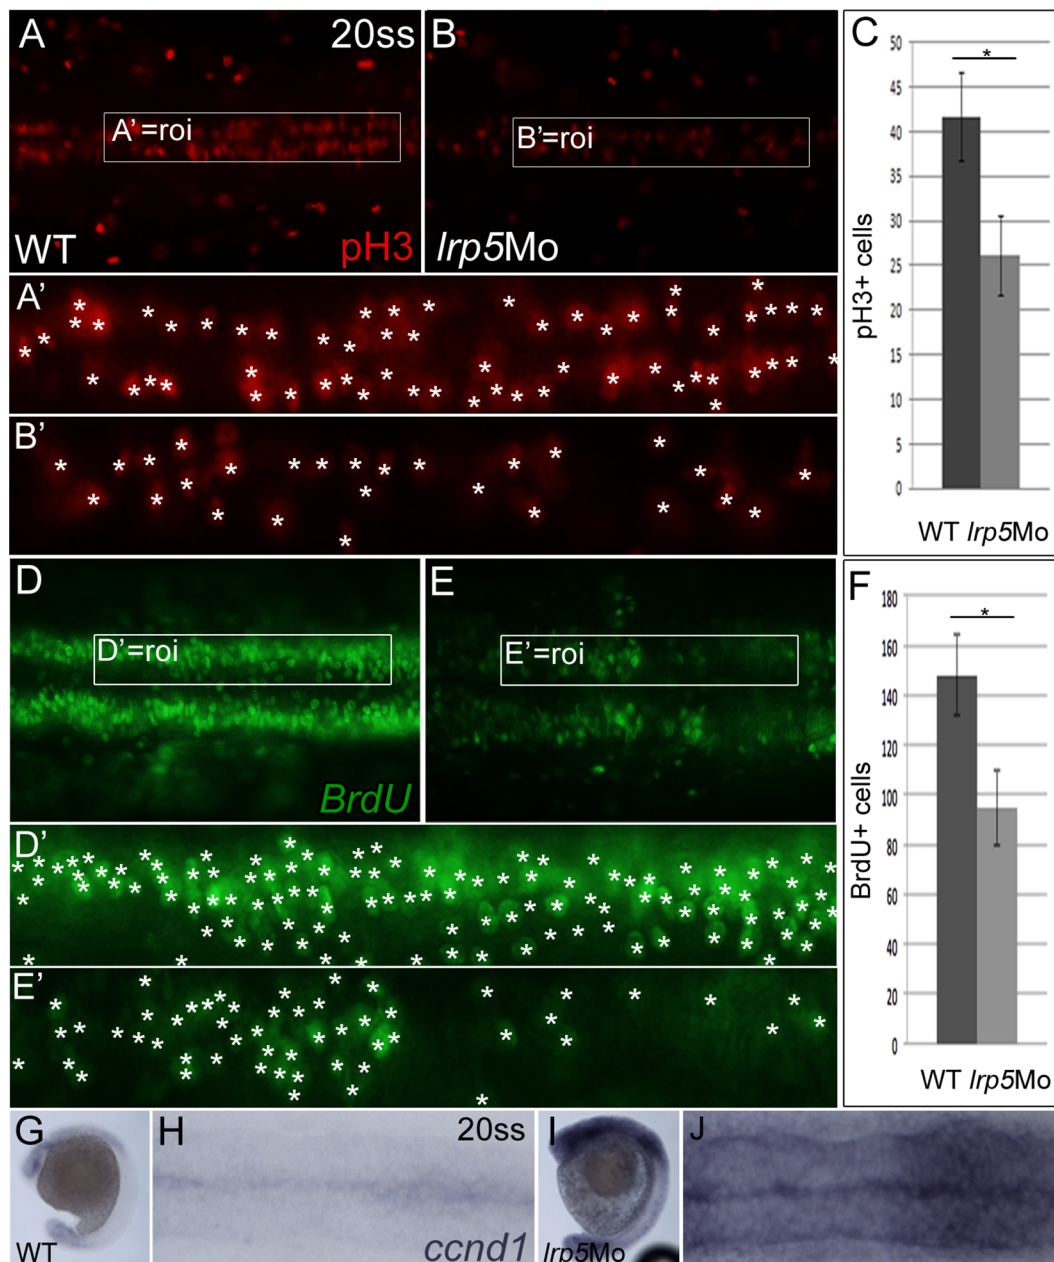 A
20ss
A'=roi
WT
pH3
B
B'=roi
lrp5Mo
C
50
45
40
35
30
25
20
15
10
5
0
pH3+ cells
*
WT lrp5Mo
A'
B'
D
D'=roi
BrdU
E
E'=roi
F
180
160
140
120
100
80
60
40
20
0
BrdU+ cells
*
WT lrp5Mo
D'
E'
G
WT
H
20ss
ccnd1
I
lrp5Mo
J